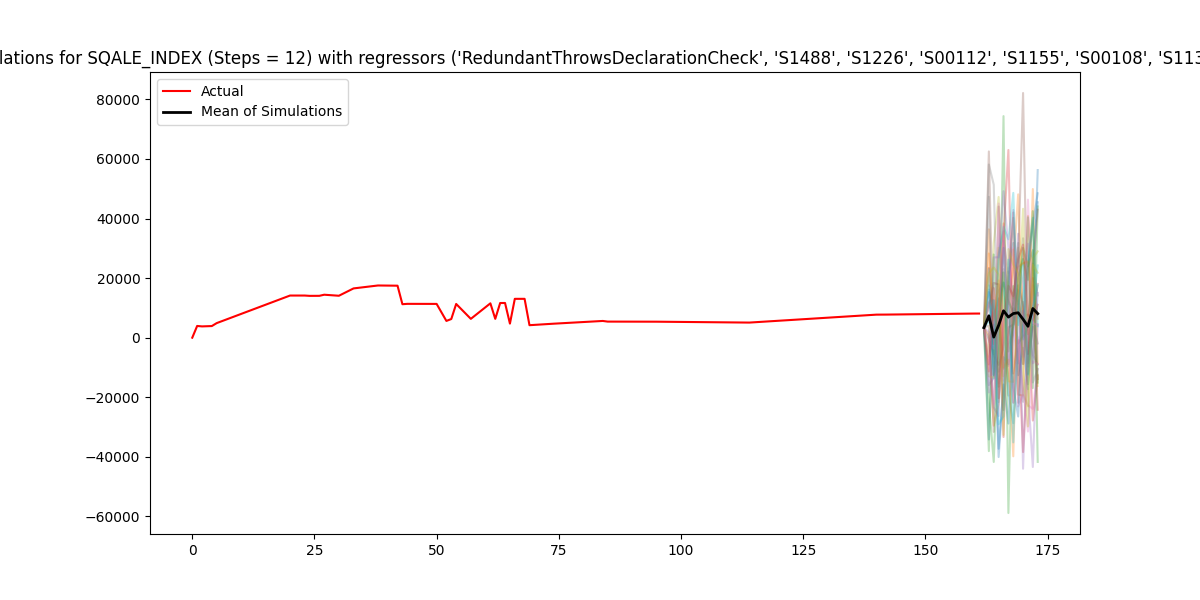 lations for SQALE_INDEX (Steps = 12) with regressors ('RedundantThrowsDeclarationCheck', 'S1488', 'S1226', 'S00112', 'S1155', 'S00108', 'S113
Actual
Mean of Simulations
80000
60000
40000
20000
0
−20000
−40000
−60000
0 25 50 75 100 125 150 175